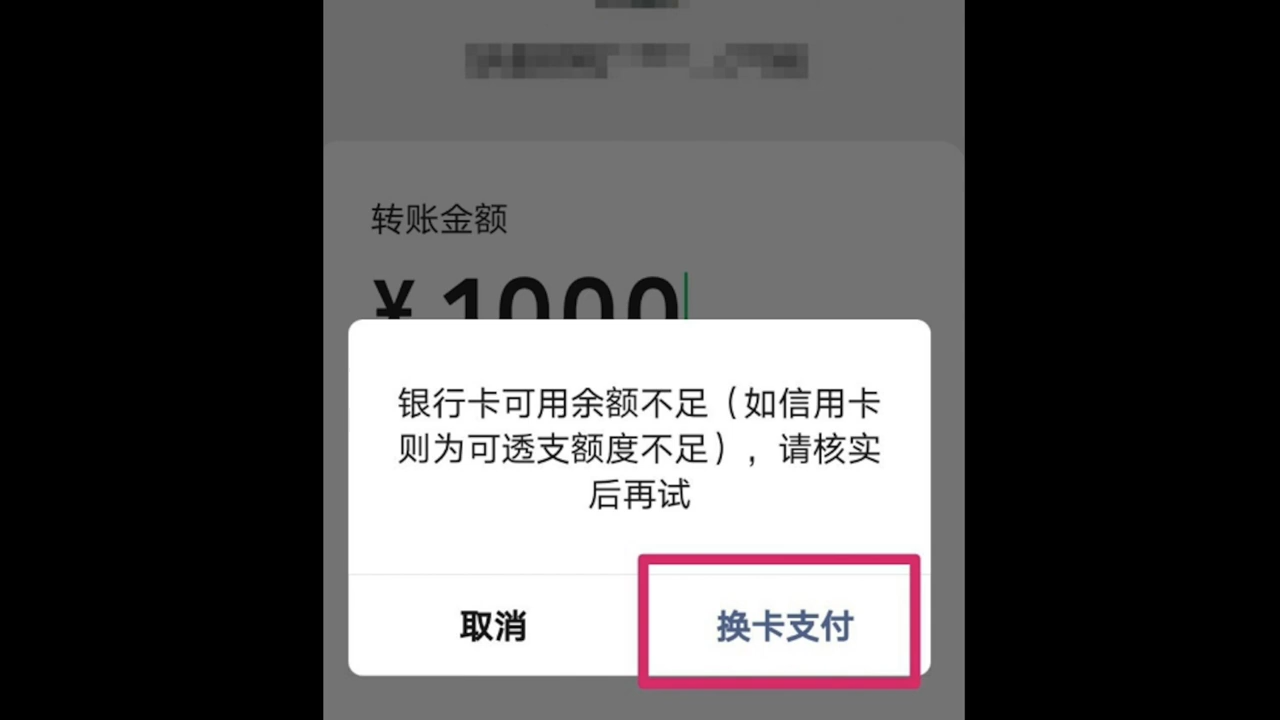 转账金额
¥1000
银行卡可用余额不足（如信用卡
则为可透支额度不足），请核实
后再试
取消
换卡支付